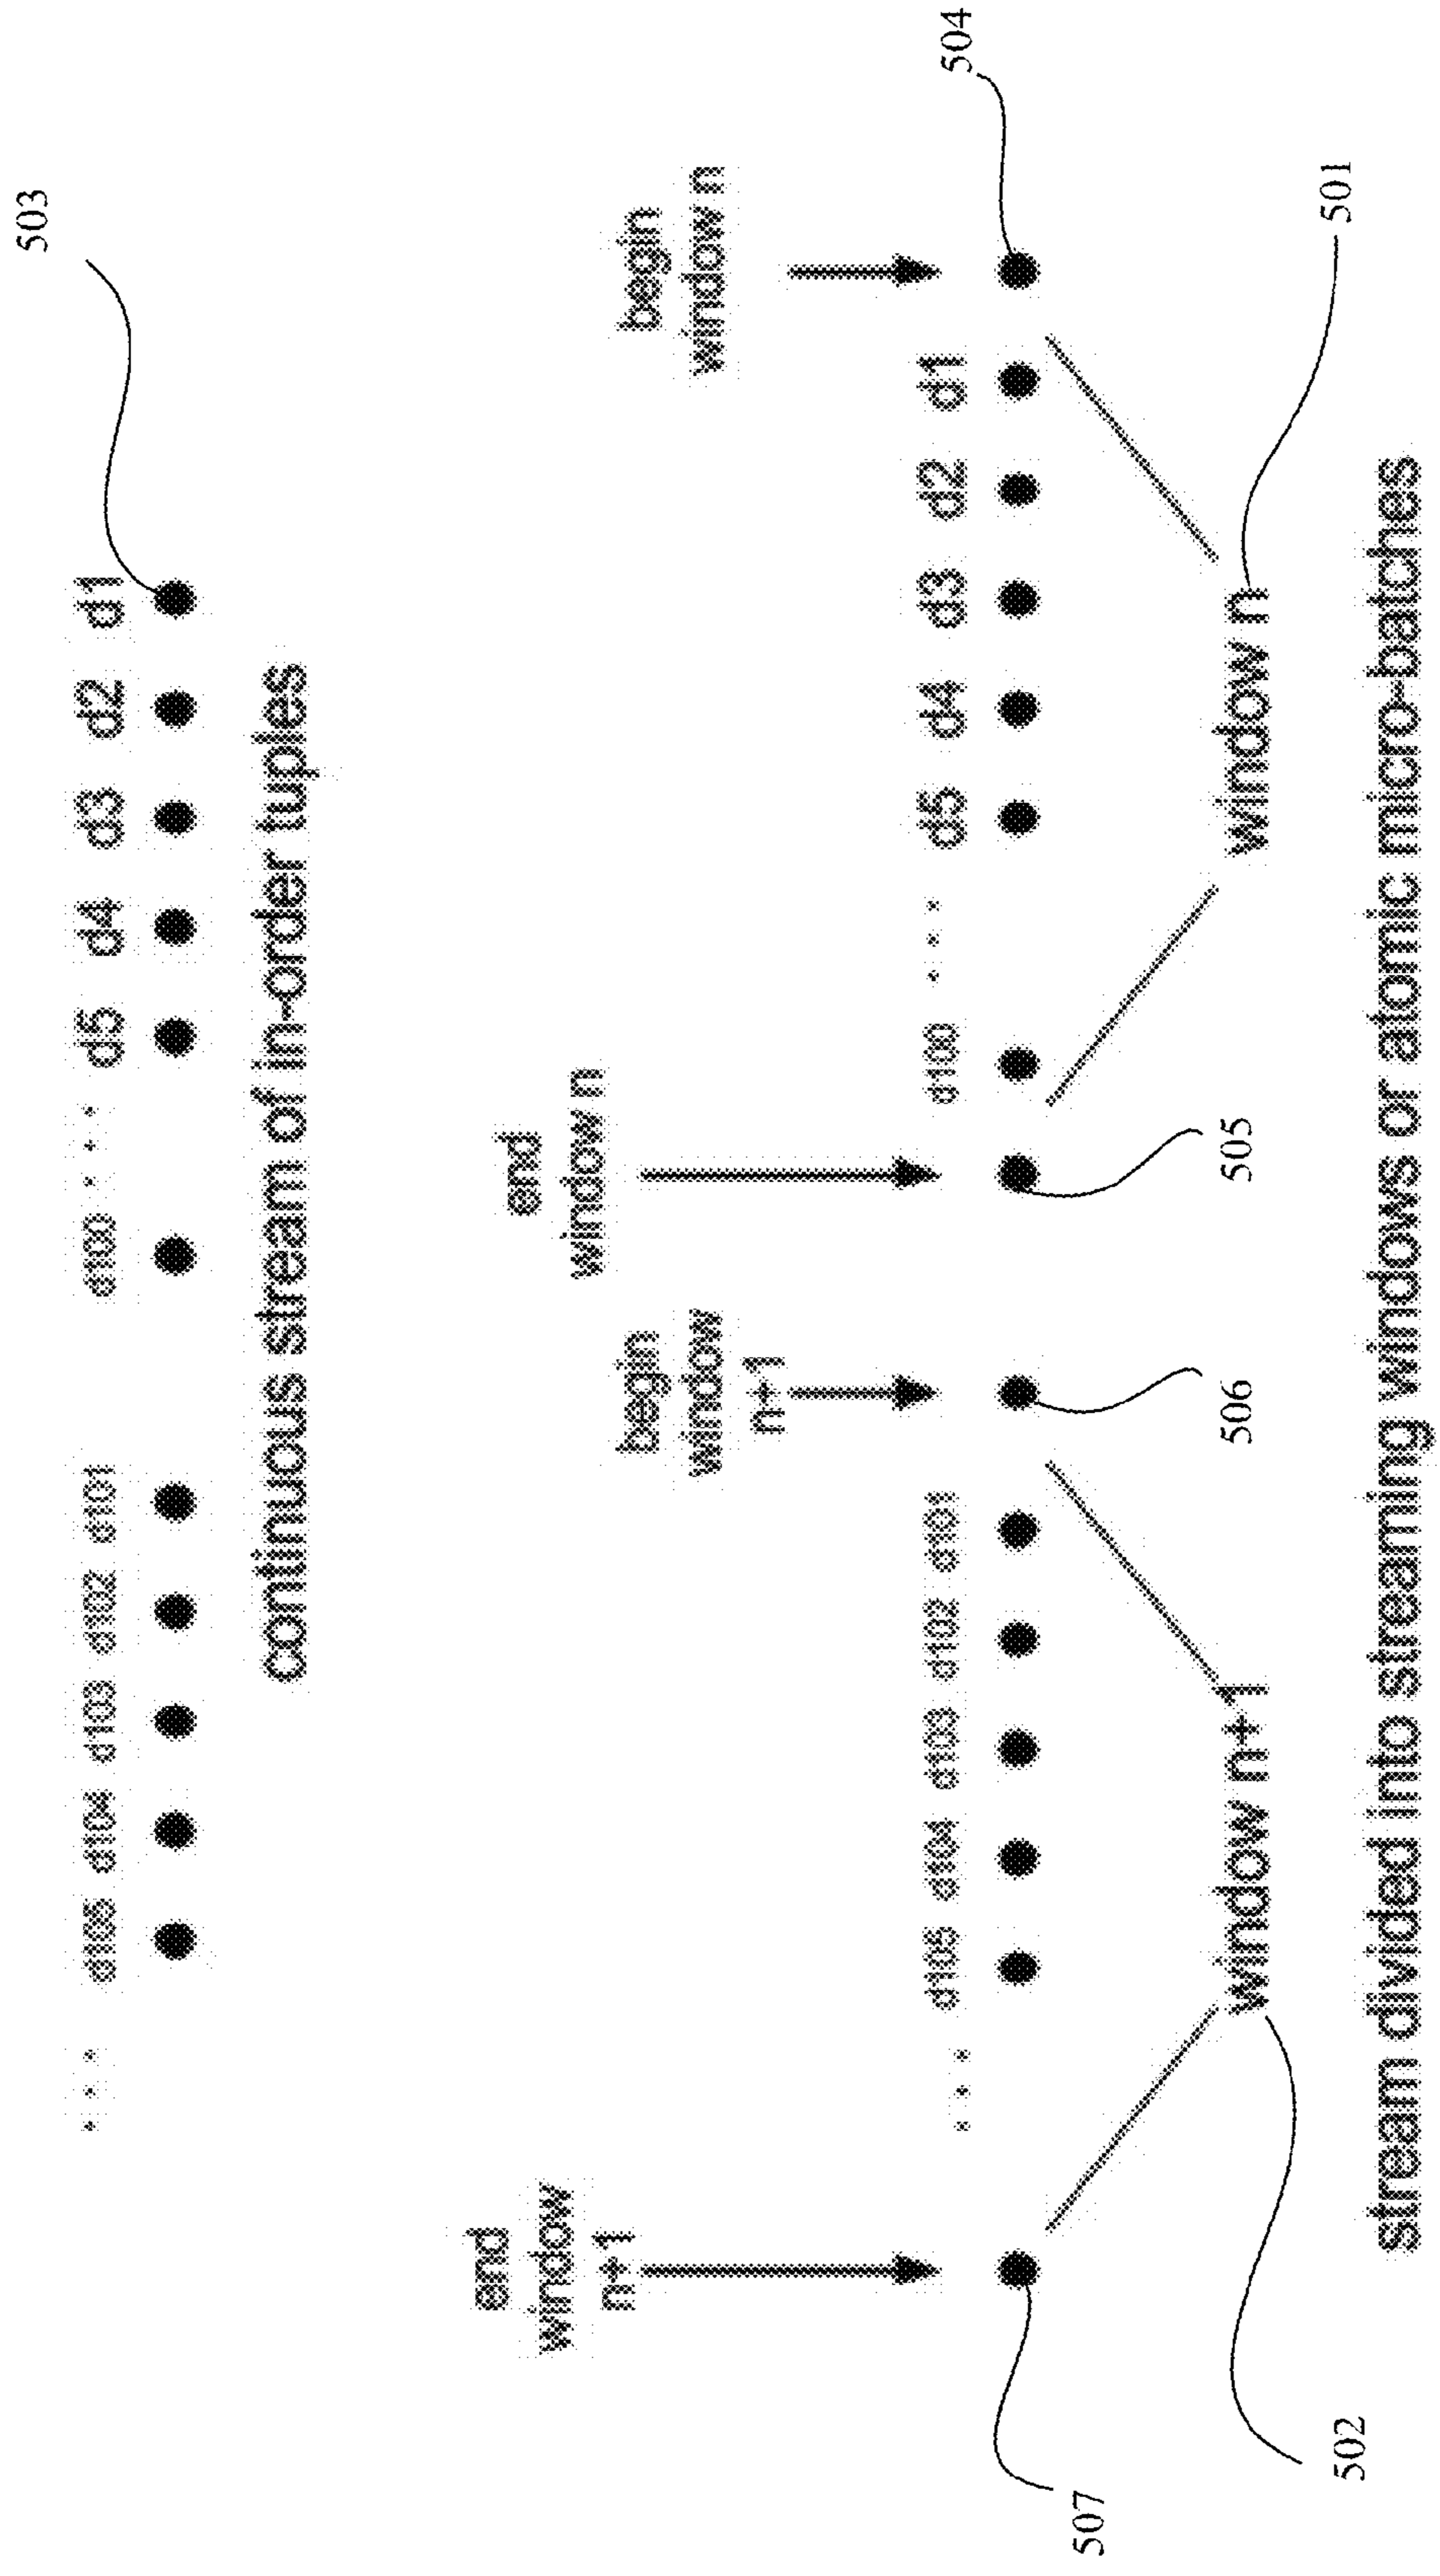 503
... d105 d104 d103 d102 d101 d100 ... d5 d4 d3 d2 d1
continuous stream of in-order tuples
end
window
n+1
end
window n
begin
window
n+1
begin
window n
504
... d105 d104 d103 d102 d101 d100 ... d5 d4 d3 d2 d1
507
506
505
window n+1
window n
502
501
stream divided into streaming windows or atomic micro-batches